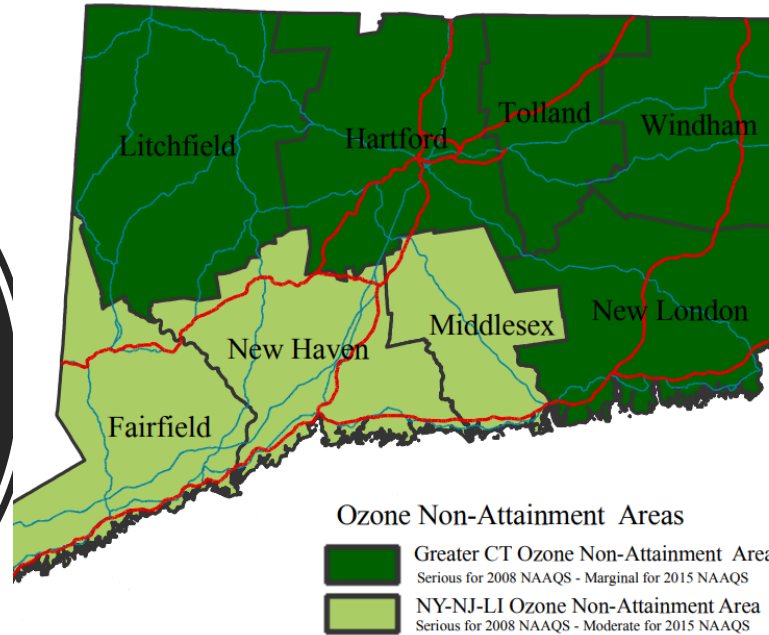 Litchfield
Hartford
Tolland
Windham
New Haven
Middlesex
New London
Fairfield
Ozone Non-Attainment Areas
Greater CT Ozone Non-Attainment Area
Serious for 2008 NAAQS - Marginal for 2015 NAAQS
NY-NJ-LI Ozone Non-Attainment Area
Serious for 2008 NAAQS - Moderate for 2015 NAAQS